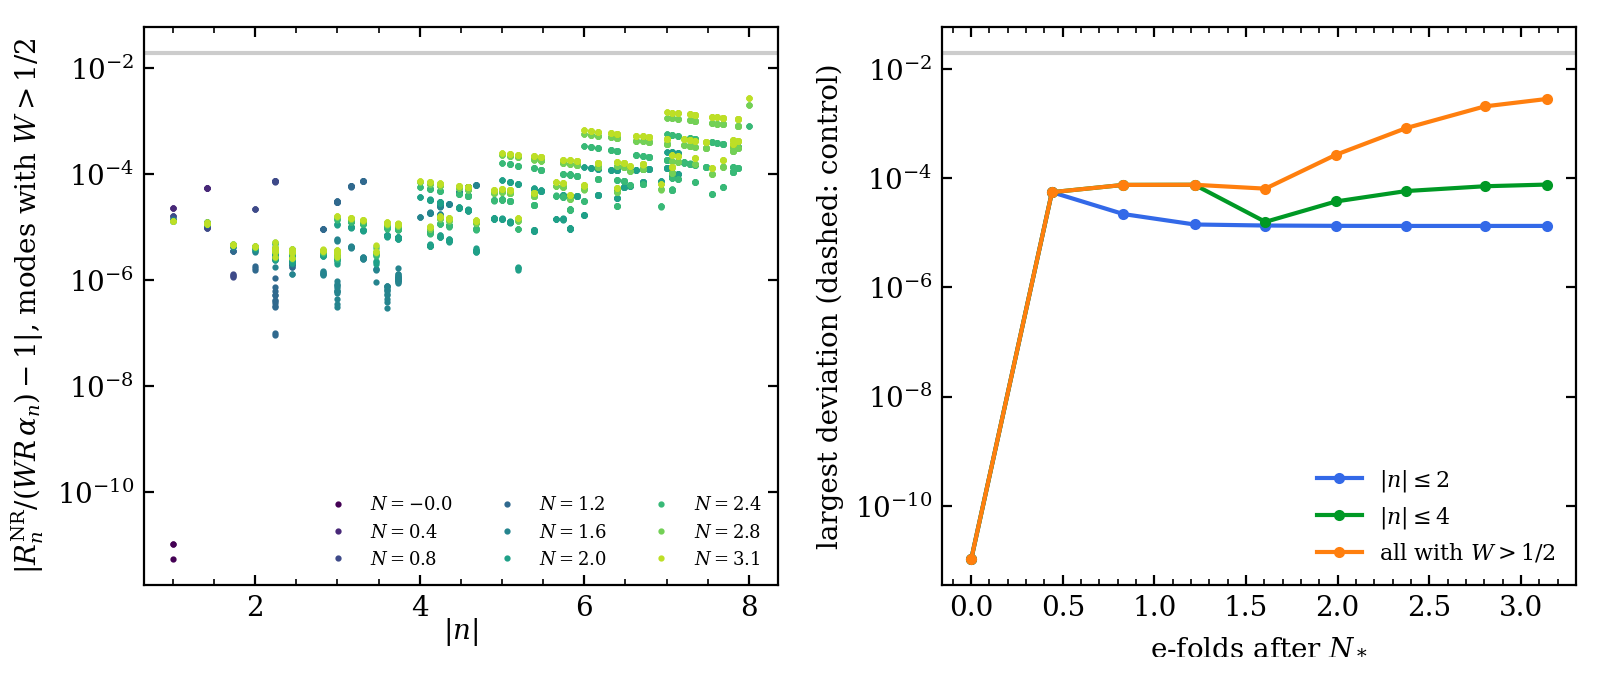 |R_n^NR/(WR α_n) − 1|, modes with W > 1/2
10^−2
10^−4
10^−6
10^−8
10^−10
N = −0.0
N = 0.4
N = 0.8
N = 1.2
N = 1.6
N = 2.0
N = 2.4
N = 2.8
N = 3.1
2
4
6
8
|n|
largest deviation (dashed: control)
10^−2
10^−4
10^−6
10^−8
10^−10
|n| ≤ 2
|n| ≤ 4
all with W > 1/2
0.0
0.5
1.0
1.5
2.0
2.5
3.0
e-folds after N_*